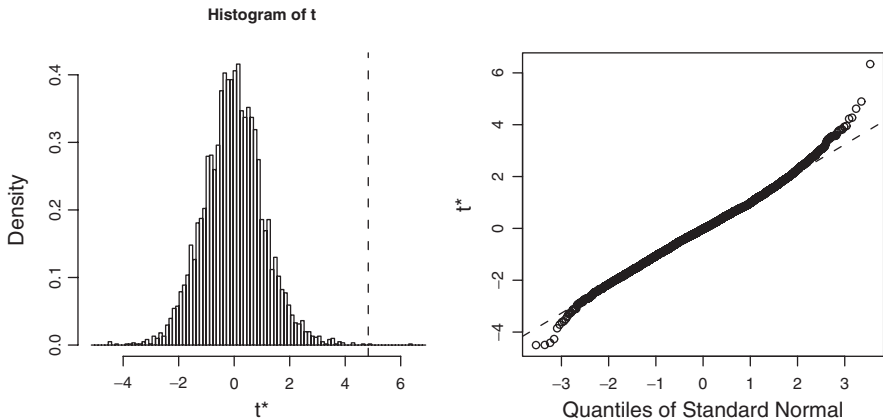 Histogram of t
Density
0.0 0.1 0.2 0.3 0.4
−4 −2 0 2 4 6
t*
t*
−4 −2 0 2 4 6
−3 −2 −1 0 1 2 3
Quantiles of Standard Normal